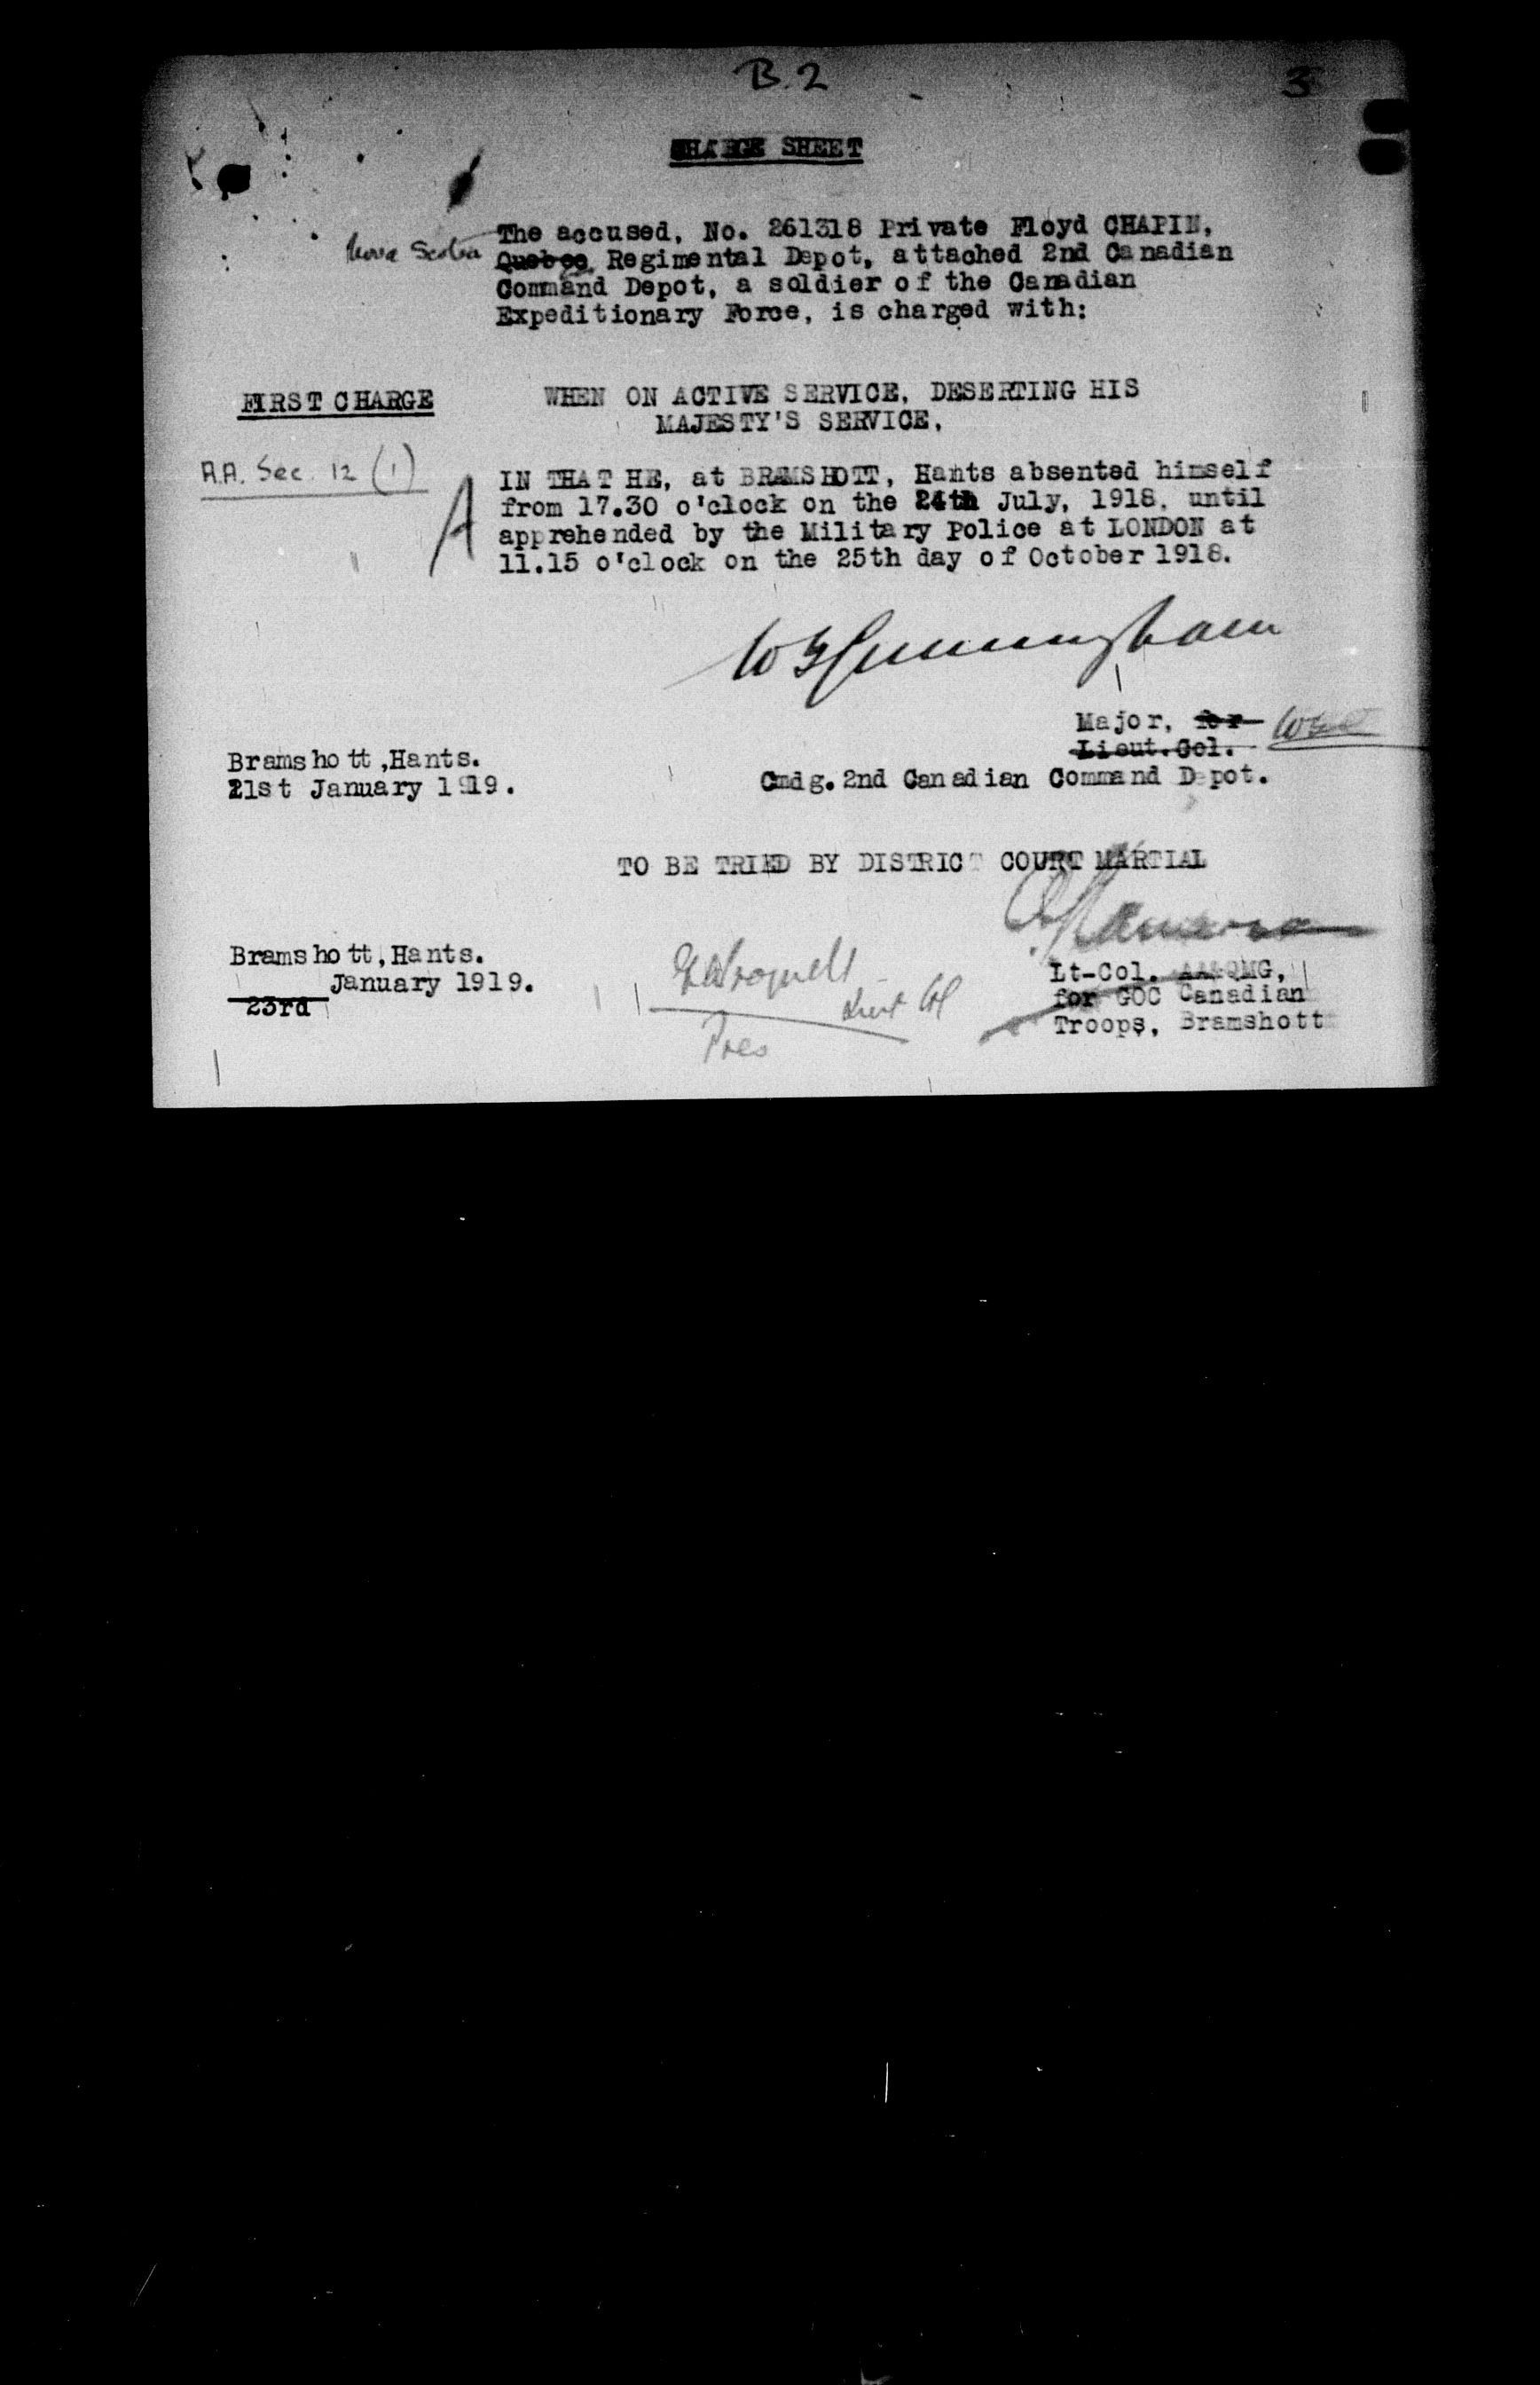 B.2
3
CHARGE SHEET
The accused, No. 261318 Private Floyd CHAPIN,
Nova Scotia Quebec Regimental Depot, attached 2nd Canadian
Command Depot, a soldier of the Canadian
Expeditionary Force, is charged with:
FIRST CHARGE
WHEN ON ACTIVE SERVICE, DESERTING HIS
MAJESTY'S SERVICE,
A.A. Sec. 12 (1)
IN THAT HE, at BRAMSHOTT, Hants absented himself
from 17.30 o'clock on the 24th July, 1918, until
apprehended by the Military Police at LONDON at
11.15 o'clock on the 25th day of October 1918.
Cunningham
Major, for
Lieut.Col.
Cmdg. 2nd Canadian Command Depot.
Bramshott, Hants.
21st January 1919.
TO BE TRIED BY DISTRICT COURT MARTIAL
Bramshott, Hants.
January 1919.
23rd
Lieut Col
Pres
Lt-Col. AA&QMG,
for GOC Canadian
Troops, Bramshott